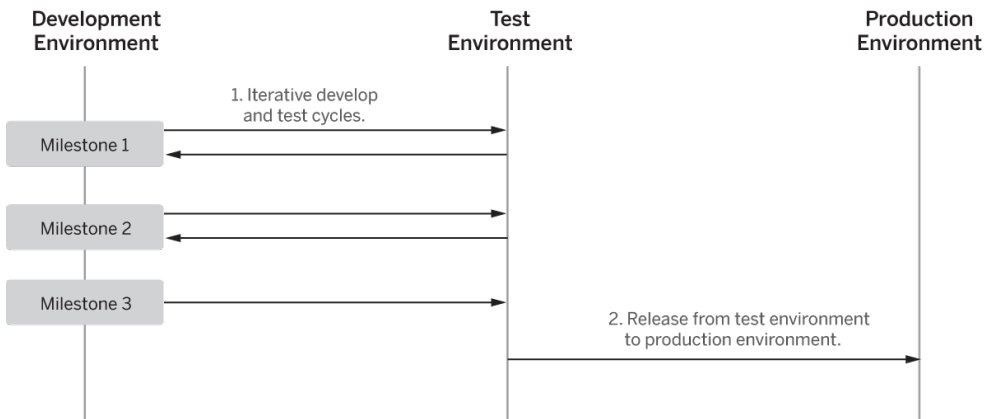 Development
Environment
Test
Environment
Production
Environment
1. Iterative develop
and test cycles.
Milestone 1
Milestone 2
Milestone 3
2. Release from test environment
to production environment.